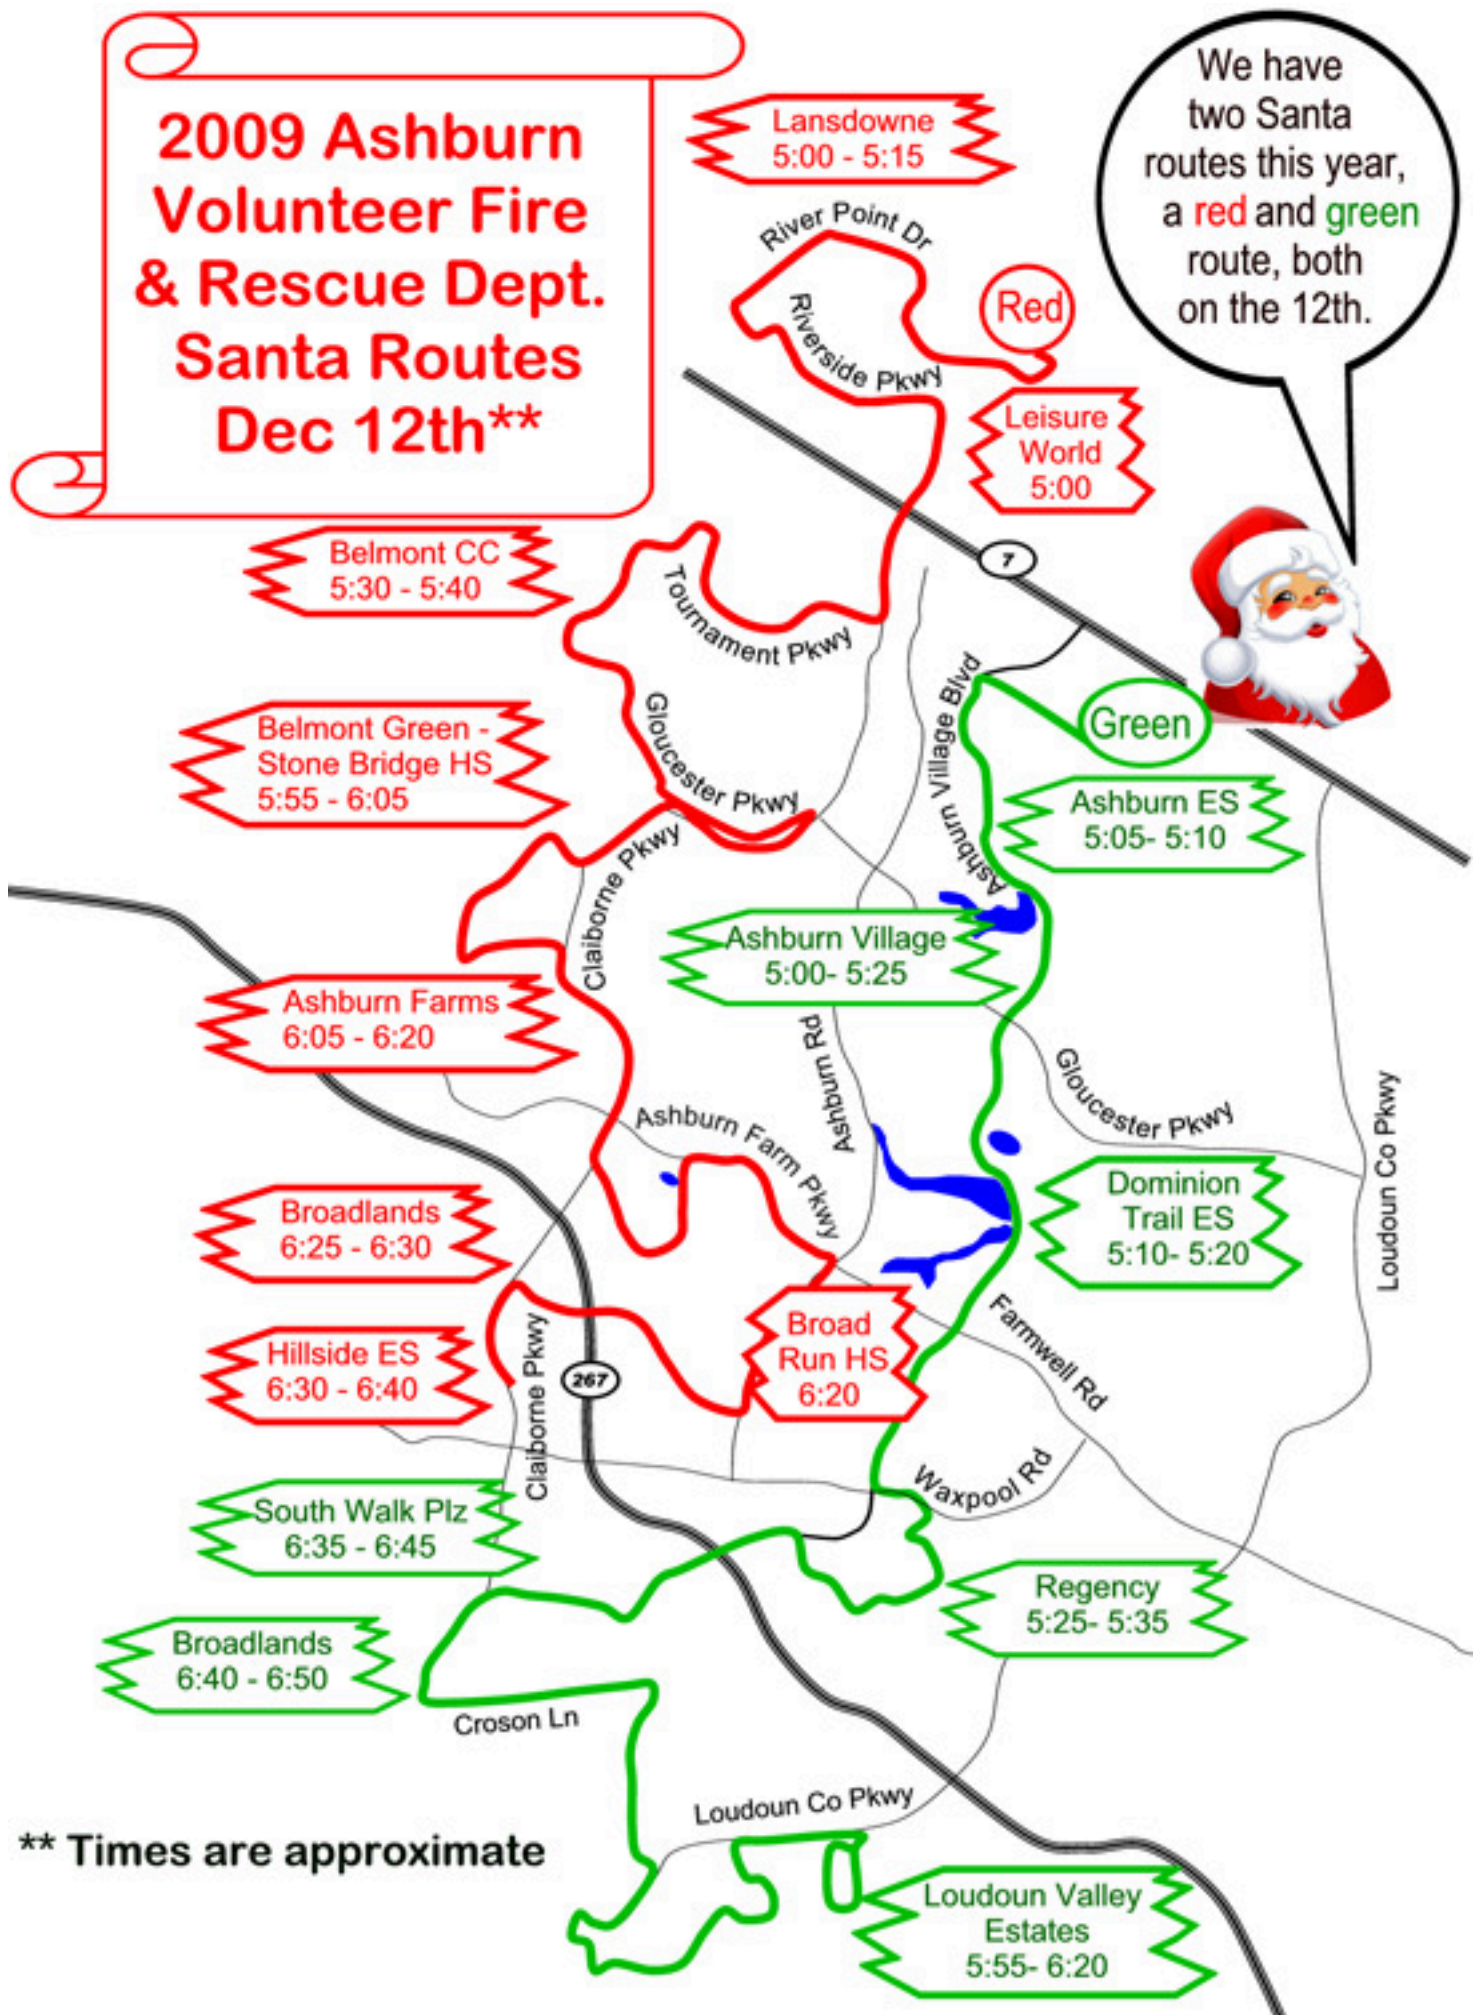 2009 Ashburn
Volunteer Fire
& Rescue Dept.
Santa Routes
Dec 12th**
We have
two Santa
routes this year,
a red and green
route, both
on the 12th.
Lansdowne
5:00 - 5:15
River Point Dr
Red
Riverside Pkwy
Leisure
World
5:00
Belmont CC
5:30 - 5:40
7
Tournament Pkwy
Ashburn Village Blvd
Green
Belmont Green -
Stone Bridge HS
5:55 - 6:05
Gloucester Pkwy
Ashburn ES
5:05- 5:10
Claiborne Pkwy
Ashburn Village
5:00- 5:25
Ashburn Farms
6:05 - 6:20
Ashburn Rd
Gloucester Pkwy
Loudoun Co Pkwy
Ashburn Farm Pkwy
Dominion
Trail ES
5:10- 5:20
Broadlands
6:25 - 6:30
Broad
Run HS
6:20
Farmwell Rd
Hillside ES
6:30 - 6:40
Claiborne Pkwy
267
Waxpool Rd
South Walk Plz
6:35 - 6:45
Regency
5:25- 5:35
Broadlands
6:40 - 6:50
Croson Ln
Loudoun Co Pkwy
** Times are approximate
Loudoun Valley
Estates
5:55- 6:20